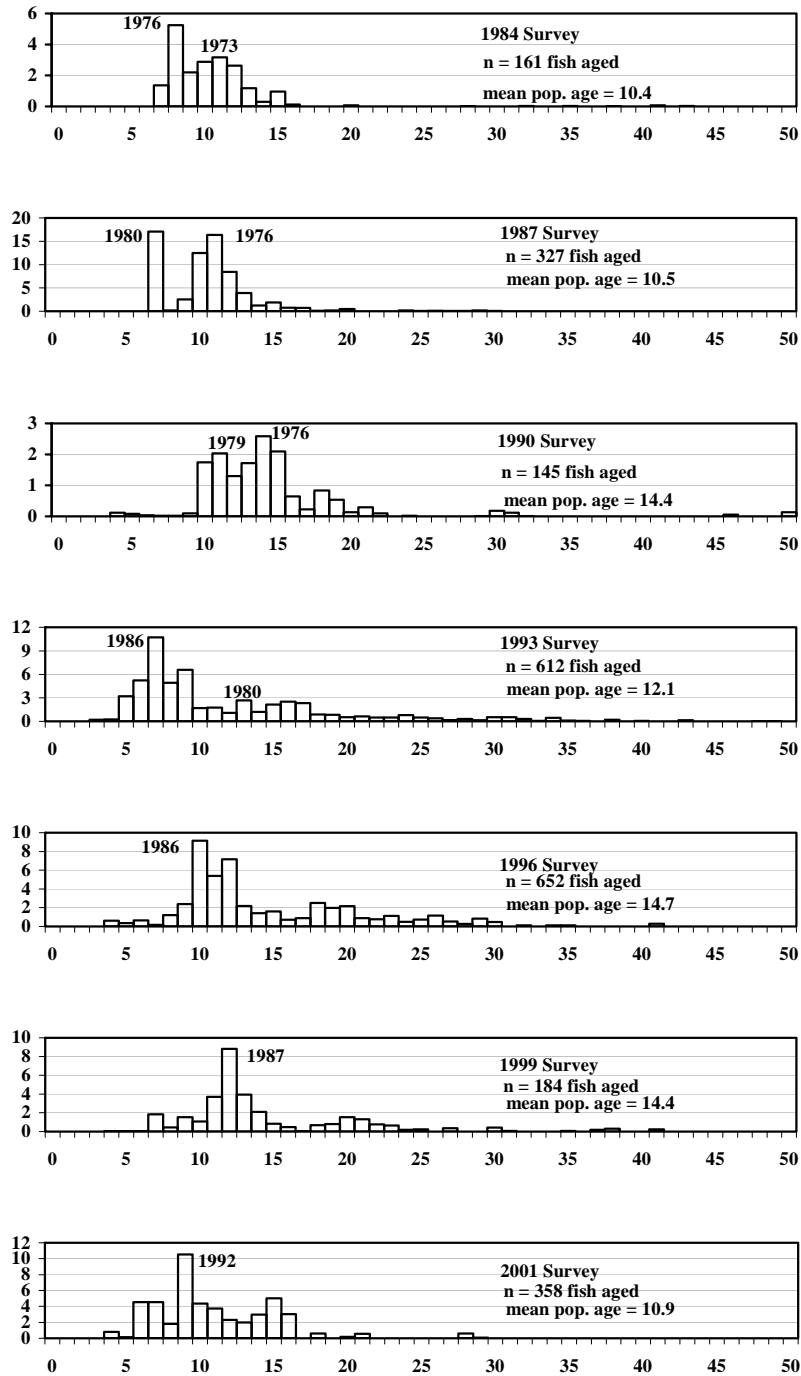 6
1976
1984 Survey
1973
4
n = 161 fish aged
2
mean pop. age = 10.4
0
0 5 10 15 20 25 30 35 40 45 50
20
1980 1976 1987 Survey
15
n = 327 fish aged
10
mean pop. age = 10.5
5
0
0 5 10 15 20 25 30 35 40 45 50
3
1979 1976 1990 Survey
2
n = 145 fish aged
1
mean pop. age = 14.4
0
0 5 10 15 20 25 30 35 40 45 50
12
1986 1993 Survey
9
n = 612 fish aged
6
1980 mean pop. age = 12.1
3
0
0 5 10 15 20 25 30 35 40 45 50
10
1986
8
1996 Survey
6
n = 652 fish aged
4
mean pop. age = 14.7
2
0
0 5 10 15 20 25 30 35 40 45 50
10
1987
8
1999 Survey
6
n = 184 fish aged
4
mean pop. age = 14.4
2
0
0 5 10 15 20 25 30 35 40 45 50
12
10
1992
8
2001 Survey
6
n = 358 fish aged
4
mean pop. age = 10.9
2
0
0 5 10 15 20 25 30 35 40 45 50